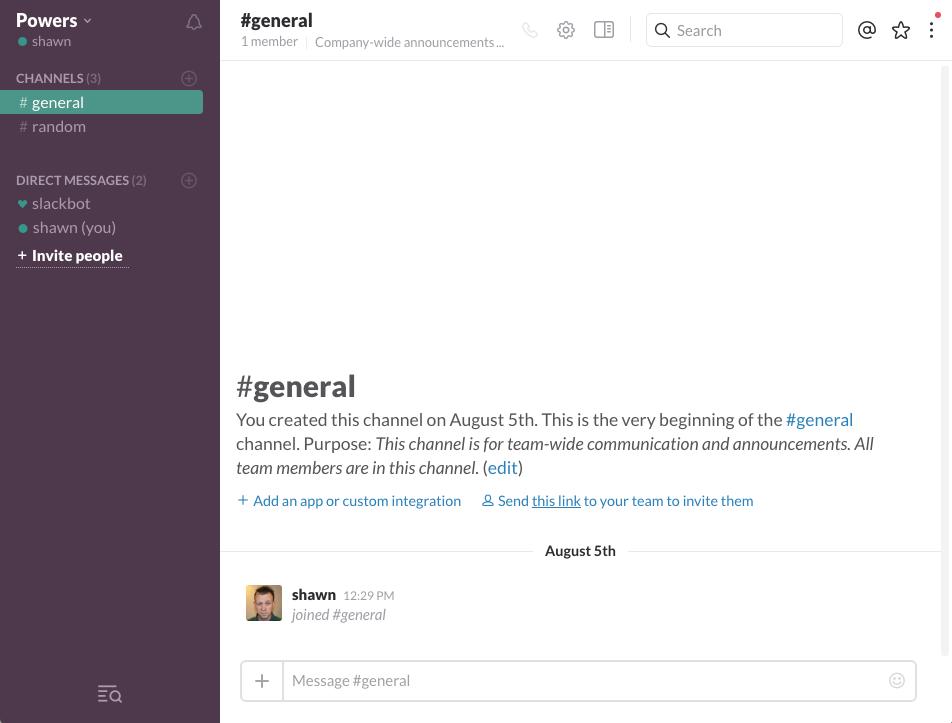 Powers
shawn
CHANNELS (3)
# general
# random
DIRECT MESSAGES (2)
slackbot
shawn (you)
+ Invite people
#general
1 member
Company-wide announcements...
Search
#general
You created this channel on August 5th. This is the very beginning of the #general
channel. Purpose: This channel is for team-wide communication and announcements. All
team members are in this channel. (edit)
+ Add an app or custom integration
Send this link to your team to invite them
August 5th
shawn 12:29 PM
joined #general
Message #general